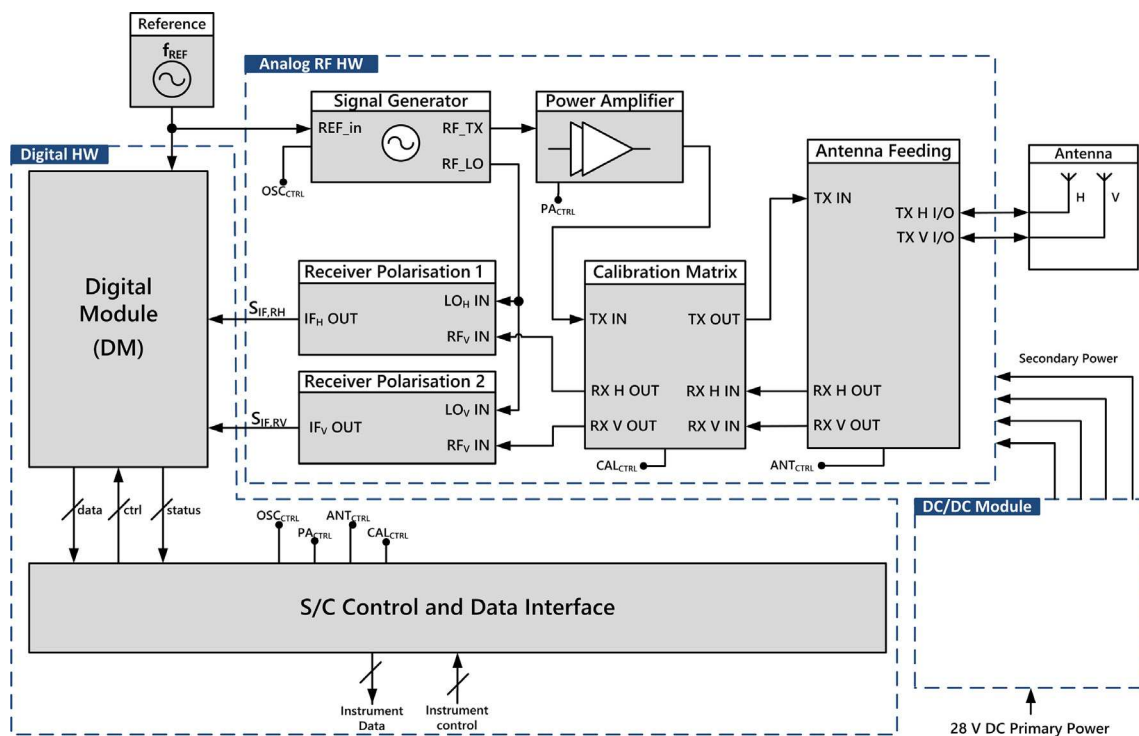 Reference
fREF
Analog RF HW
Signal Generator
REF_in
RF_TX
RF_LO
OSCCTRL
Power Amplifier
PACTRL
Antenna Feeding
TX IN
TX H I/O
TX V I/O
RX H OUT
RX V OUT
ANTCTRL
Antenna
H
V
Digital HW
Digital
Module
(DM)
SIF,RH
SIF,RV
Receiver Polarisation 1
LOH IN
IFH OUT
RFV IN
Receiver Polarisation 2
LOV IN
IFV OUT
RFV IN
Calibration Matrix
TX IN
TX OUT
RX H OUT
RX H IN
RX V OUT
RX V IN
CALCTRL
Secondary Power
data
ctrl
status
OSCCTRL
PACTRL
ANTCTRL
CALCTRL
S/C Control and Data Interface
Instrument
Data
Instrument
control
DC/DC Module
28 V DC Primary Power